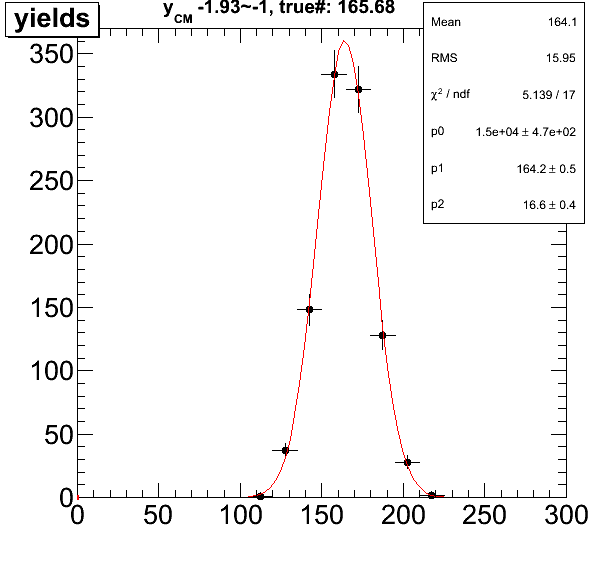 y_CM -1.93~-1, true#: 165.68
yields
Mean 164.1
RMS 15.95
χ² / ndf 5.139 / 17
p0 1.5e+04 ± 4.7e+02
p1 164.2 ± 0.5
p2 16.6 ± 0.4
350
300
250
200
150
100
50
0
0 50 100 150 200 250 300